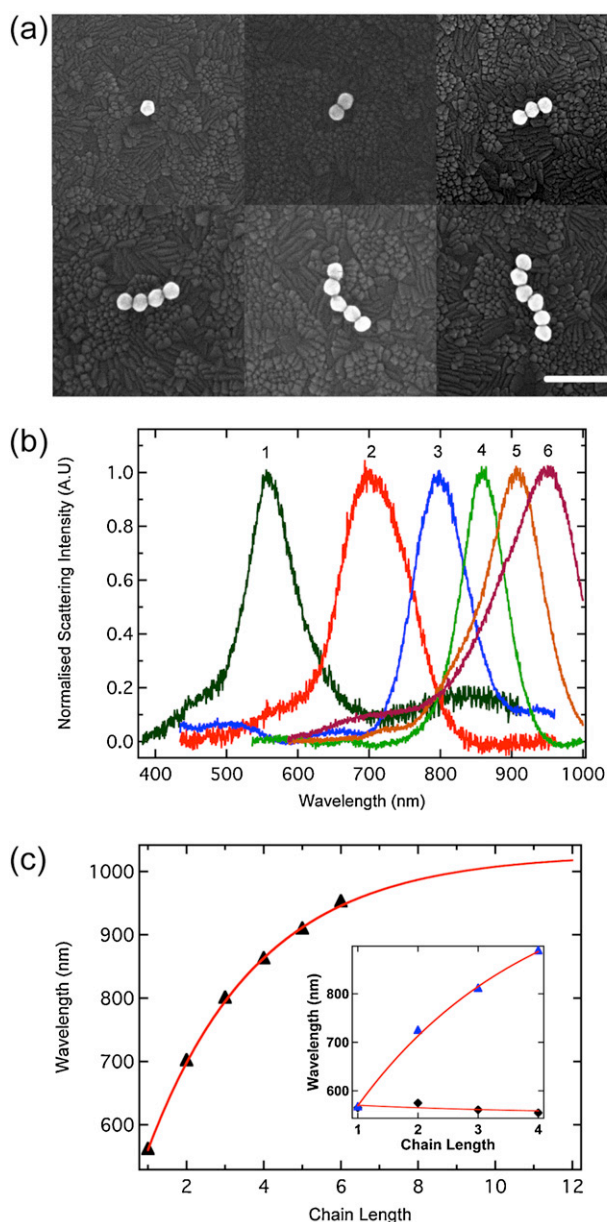 (a)
(b)
1 2 3 4 5 6
1.0
0.8
0.6
0.4
0.2
0.0
Normalised Scattering Intensity (A.U)
400 500 600 700 800 900 1000
Wavelength (nm)
(c)
1000
900
800
700
600
Wavelength (nm)
800
700
600
Wavelength (nm)
1 2 3 4
Chain Length
2 4 6 8 10 12
Chain Length